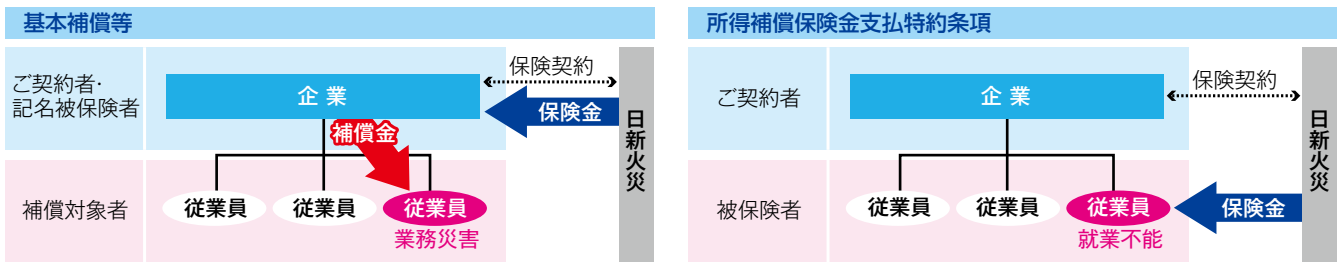 基本補償等
ご契約者・
記名被保険者
企業
保険契約
保険金
補償金
日新火災
補償対象者
従業員
従業員
従業員
業務災害
所得補償保険金支払特約条項
ご契約者
企業
保険契約
日新火災
被保険者
従業員
従業員
従業員
保険金
就業不能